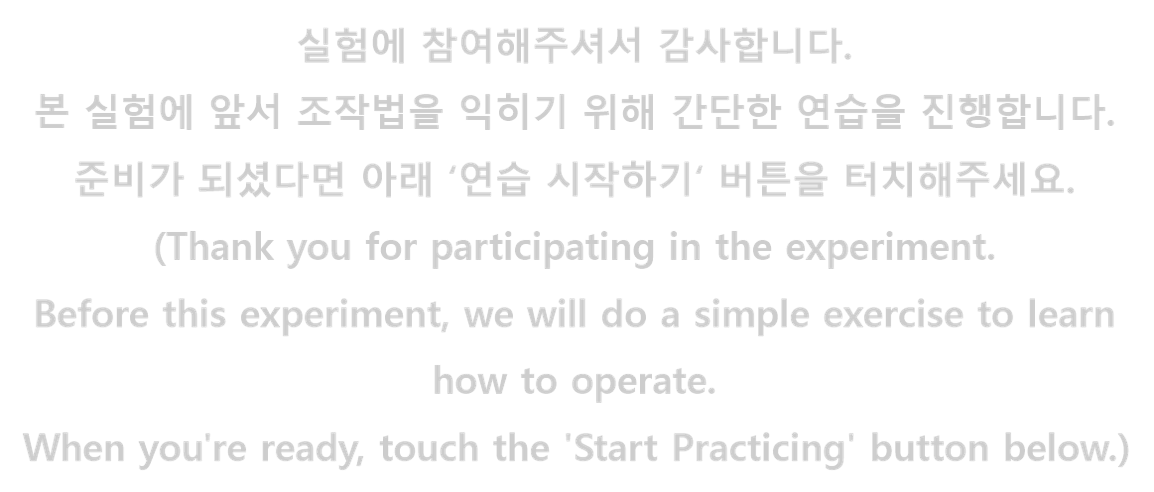 실험에 참여해주셔서 감사합니다.
본 실험에 앞서 조작법을 익히기 위해 간단한 연습을 진행합니다.
준비가 되셨다면 아래 ‘연습 시작하기’ 버튼을 터치해주세요.
(Thank you for participating in the experiment.
Before this experiment, we will do a simple exercise to learn
how to operate.
When you're ready, touch the 'Start Practicing' button below.)